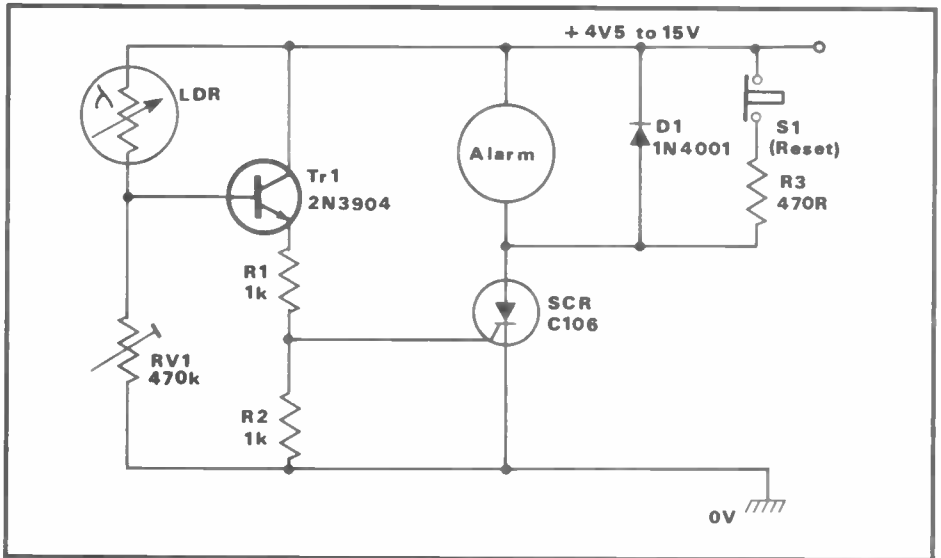 + 4V5 to 15V
LDR
λ
Alarm
D1
1N4001
S1
(Reset)
R3
470R
Tr1
2N3904
R1
1k
SCR
C106
RV1
470k
R2
1k
0V